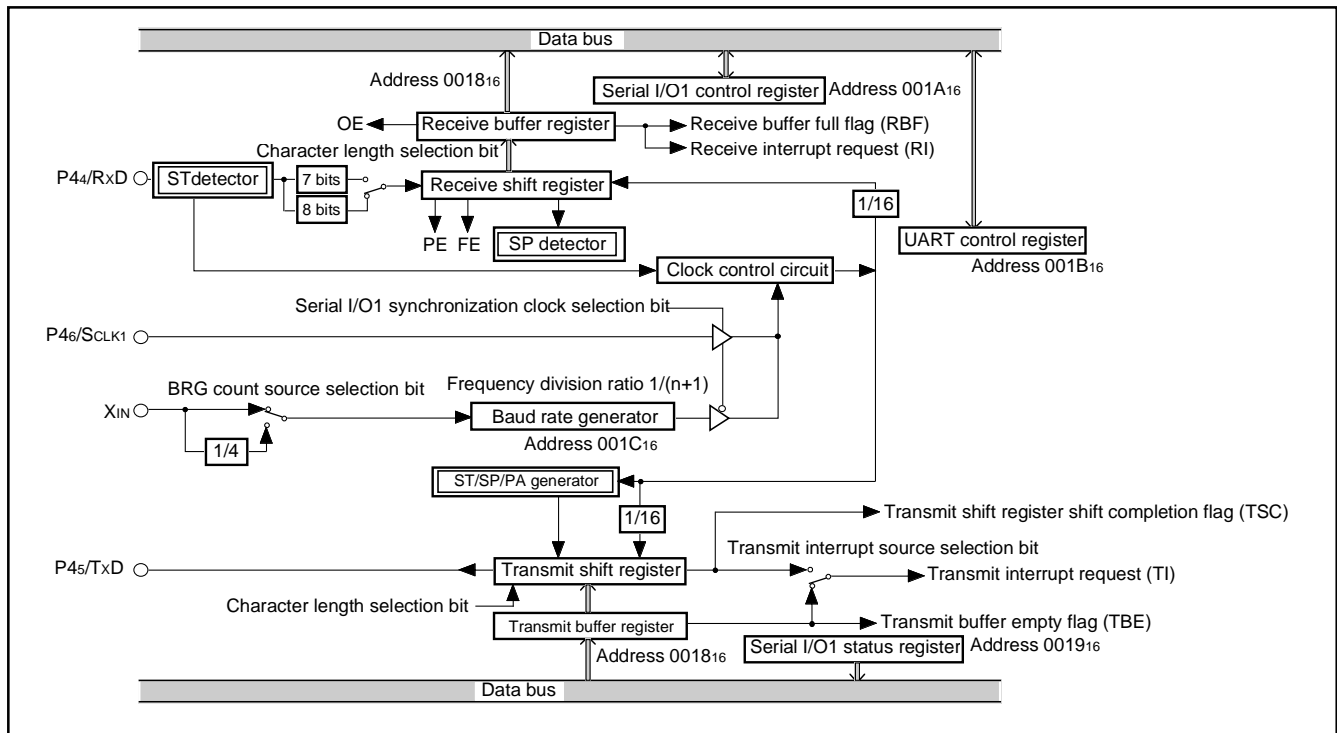 Data bus
Address 001816
Serial I/O1 control register
Address 001A16
OE
Receive buffer register
Receive buffer full flag (RBF)
Receive interrupt request (RI)
Character length selection bit
P44/RXD
STdetector
7 bits
8 bits
Receive shift register
1/16
PE
FE
SP detector
UART control register
Address 001B16
Clock control circuit
Serial I/O1 synchronization clock selection bit
P46/SCLK1
BRG count source selection bit
Frequency division ratio 1/(n+1)
XIN
Baud rate generator
Address 001C16
1/4
ST/SP/PA generator
1/16
Transmit shift register shift completion flag (TSC)
Transmit interrupt source selection bit
P45/TXD
Transmit shift register
Transmit interrupt request (TI)
Character length selection bit
Transmit buffer register
Transmit buffer empty flag (TBE)
Address 001816
Serial I/O1 status register
Address 001916
Data bus